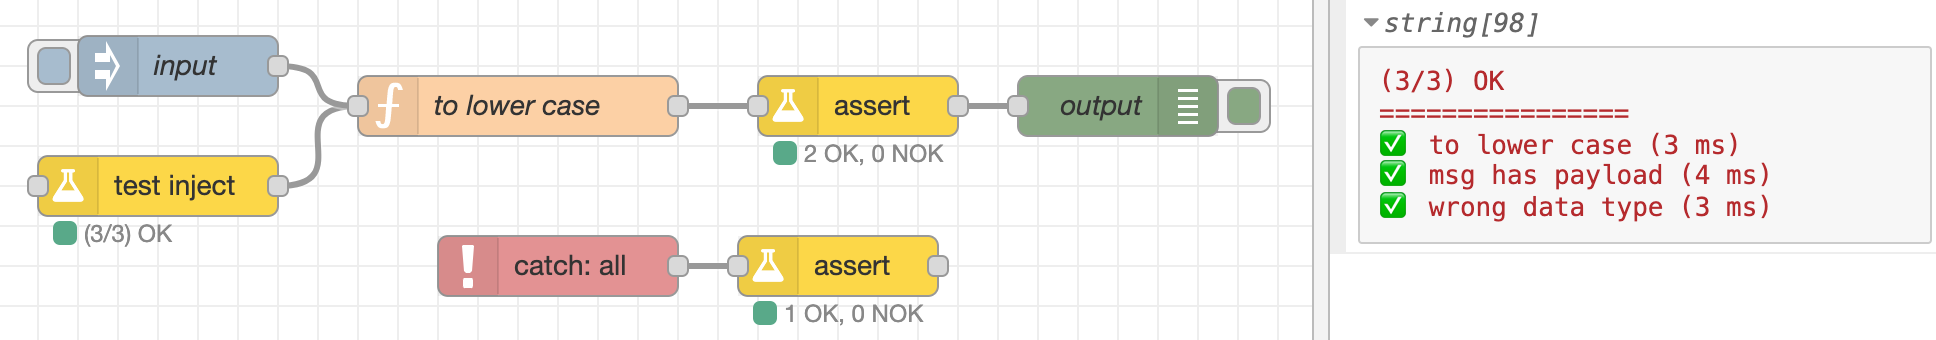 input
to lower case
assert
output
2 OK, 0 NOK
test inject
(3/3) OK
catch: all
assert
1 OK, 0 NOK
string[98]
(3/3) OK
================
✅ to lower case (3 ms)
✅ msg has payload (4 ms)
✅ wrong data type (3 ms)